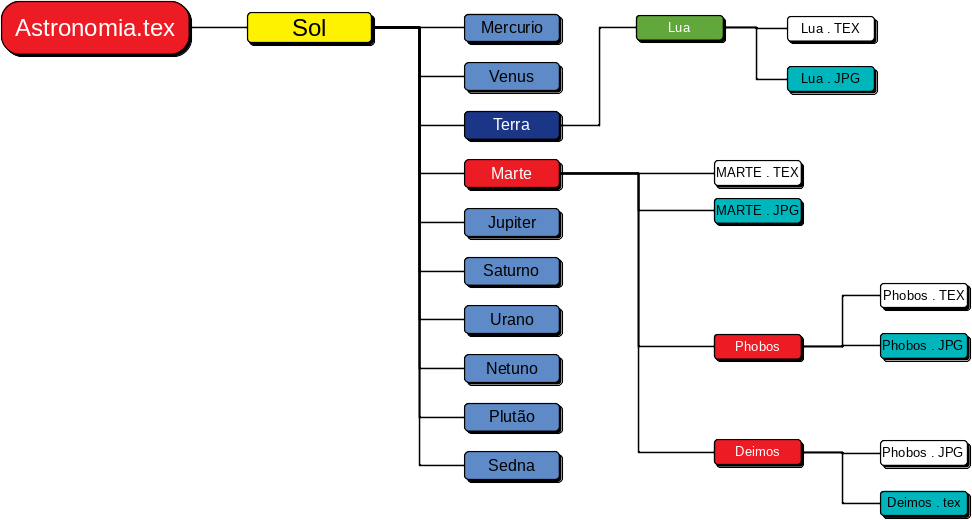 Astronomia.tex
Sol
Mercurio
Venus
Terra
Marte
Jupiter
Saturno
Urano
Netuno
Plutão
Sedna
Lua
Lua . TEX
Lua . JPG
MARTE . TEX
MARTE . JPG
Phobos
Phobos . TEX
Phobos . JPG
Deimos
Phobos . JPG
Deimos . tex